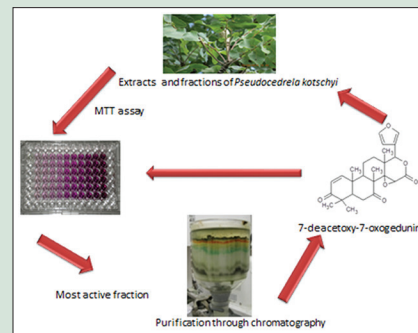 Extracts and fractions of Pseudocedrela kotschyi
MTT assay
O
O
O
O
O
7-deacetoxy-7-oxogedunin
Most active fraction
Purification through chromatography